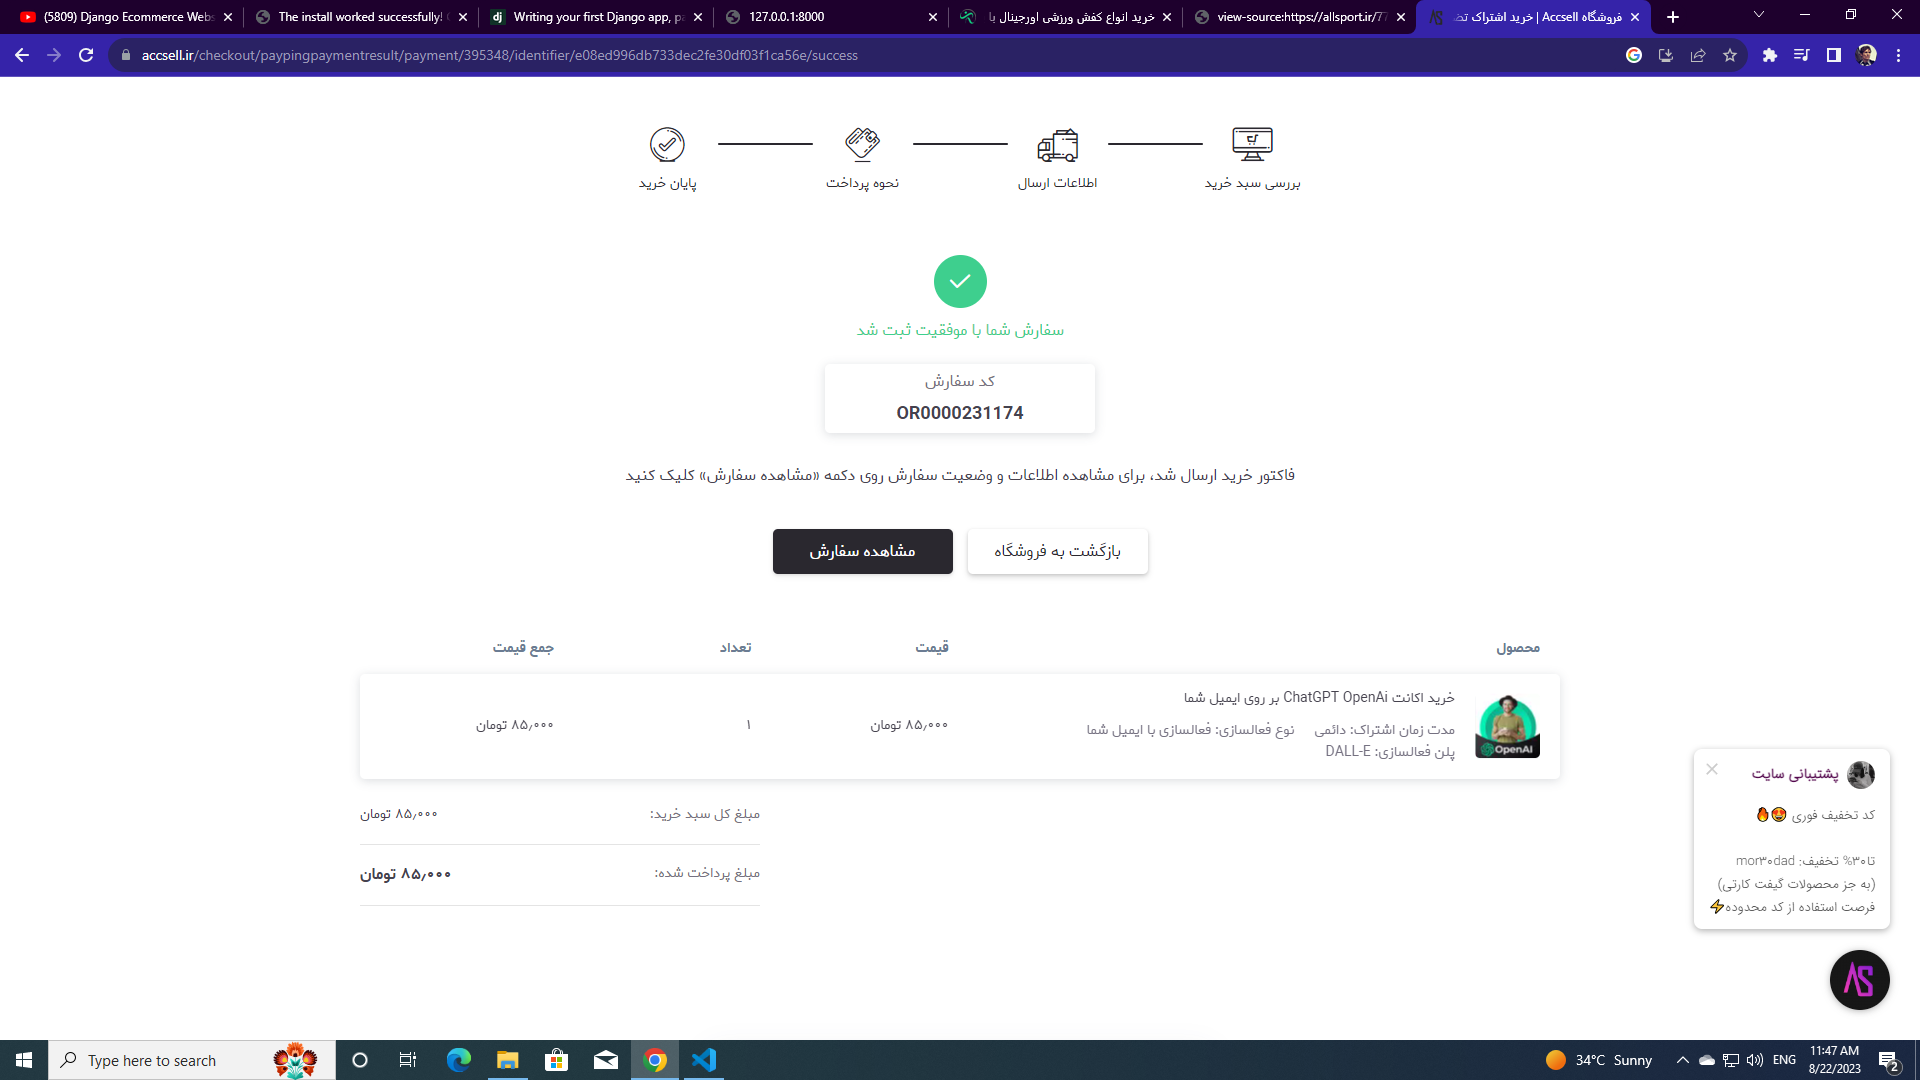 (5809) Django Ecommerce Webs
The install worked successfully!
Writing your first Django app, pa
127.0.0.1:8000
خرید انواع کفش ورزشی اورجینال با
view-source:https://allsport.ir/77
فروشگاه Accsell | خرید اشتراک تض
accsell.ir/checkout/paypingpaymentresult/payment/395348/identifier/e08ed996db733dec2fe30df03f1ca56e/success
بررسی سبد خرید
اطلاعات ارسال
نحوه پرداخت
پایان خرید
سفارش شما با موفقیت ثبت شد
کد سفارش
OR0000231174
فاکتور خرید ارسال شد، برای مشاهده اطلاعات و وضعیت سفارش روی دکمه «مشاهده سفارش» کلیک کنید
بازگشت به فروشگاه
مشاهده سفارش
محصول
قیمت
تعداد
جمع قیمت
OpenAI
خرید اکانت ChatGPT OpenAi بر روی ایمیل شما
مدت زمان اشتراک: دائمی
نوع فعالسازی: فعالسازی با ایمیل شما
پلن فعالسازی: DALL-E
۸۵٫۰۰۰ تومان
۱
۸۵٫۰۰۰ تومان
مبلغ کل سبد خرید:
۸۵٫۰۰۰ تومان
مبلغ پرداخت شده:
۸۵٫۰۰۰ تومان
پشتیبانی سایت
کد تخفیف فوری 🤩🔥
تا۳۰% تخفیف: mor۳۰dad
(به جز محصولات گیفت کارتی)
فرصت استفاده از کد محدوده⚡
AS
Type here to search
34°C Sunny
ENG
11:47 AM
8/22/2023
2